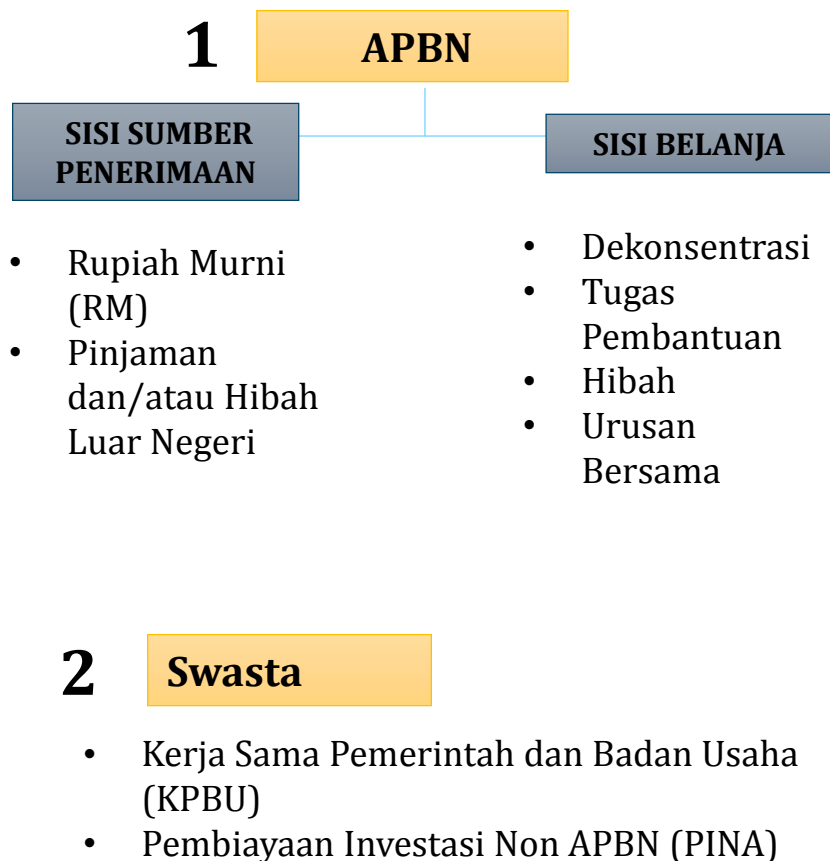 1
APBN
SISI SUMBER
PENERIMAAN
• Rupiah Murni
(RM)
• Pinjaman
dan/atau Hibah
Luar Negeri
SISI BELANJA
• Dekonsentrasi
• Tugas
Pembantuan
• Hibah
• Urusan
Bersama
2
Swasta
• Kerja Sama Pemerintah dan Badan Usaha
(KPBU)
• Pembiayaan Investasi Non APBN (PINA)